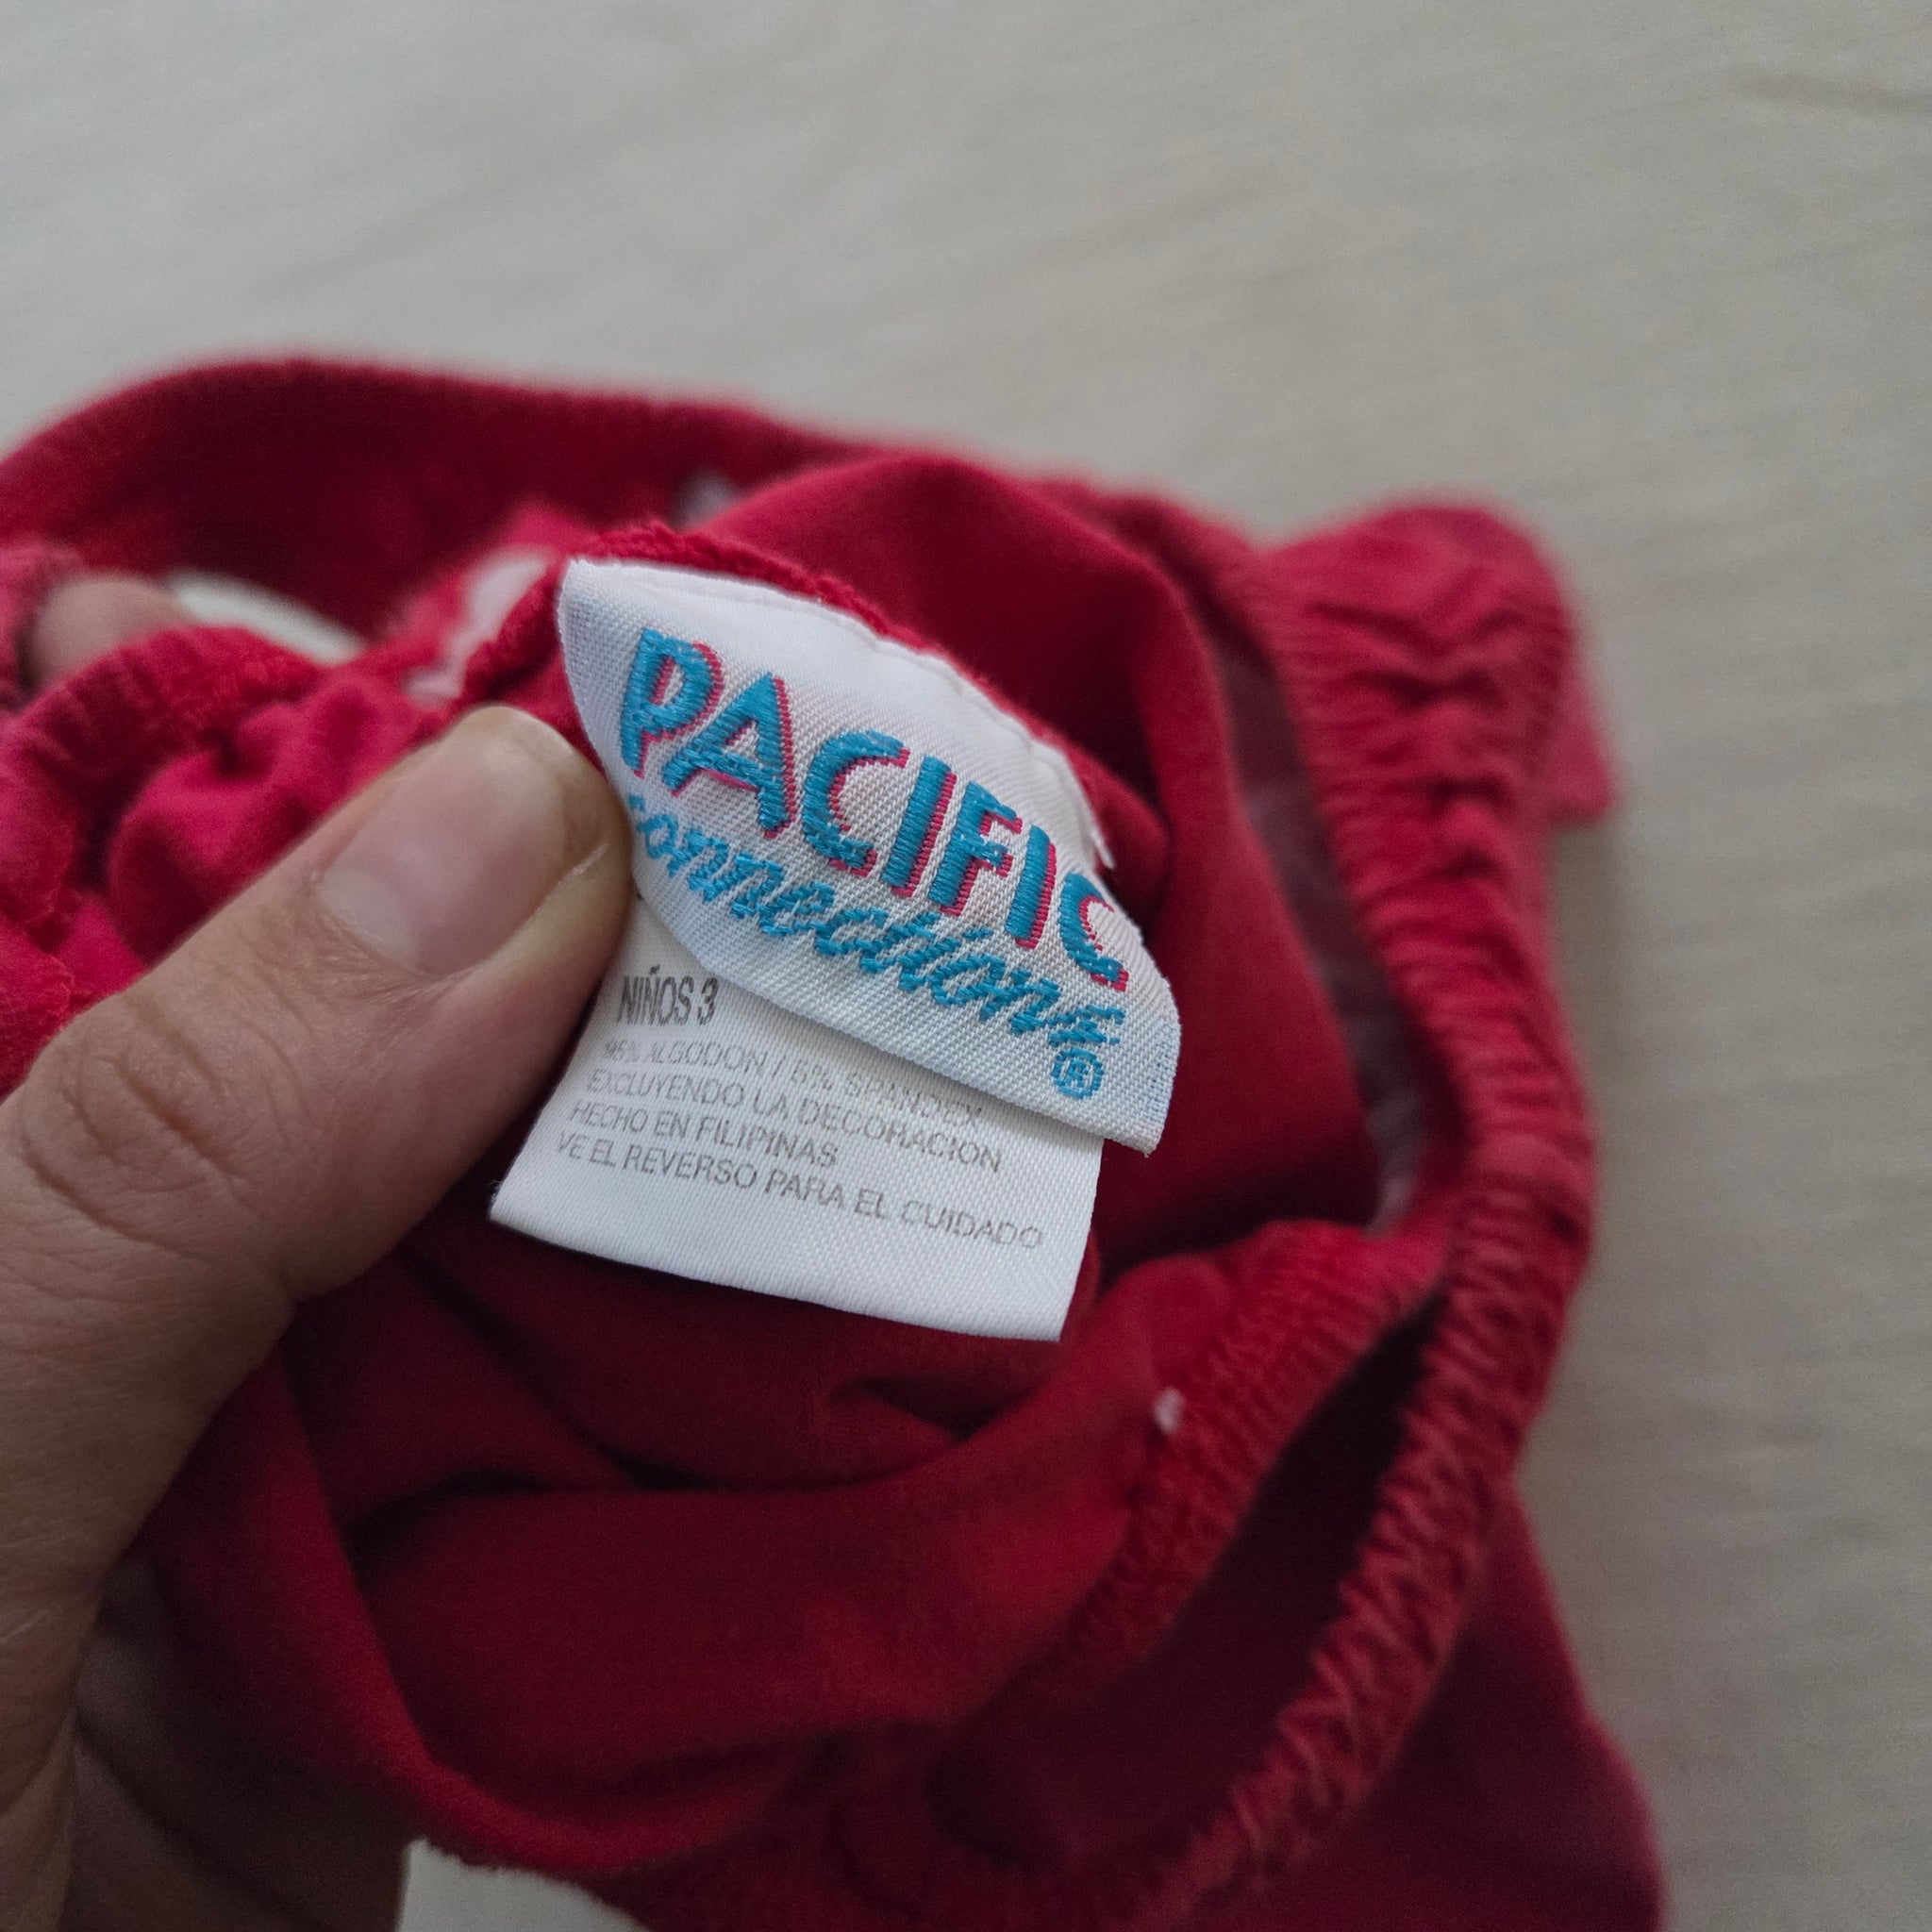 PACIFIC
connections®
NIÑOS 3
95% ALGODON / 5% SPANDEX
EXCLUYENDO LA DECORACION
HECHO EN FILIPINAS
VE EL REVERSO PARA EL CUIDADO